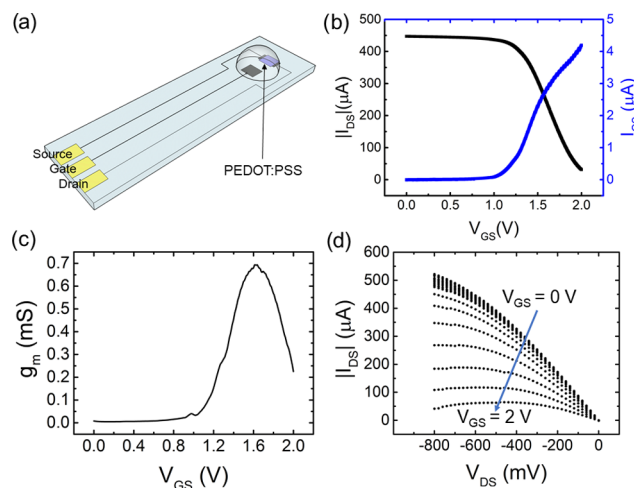 (a)
Source
Gate
Drain
PEDOT:PSS
(b)
500
400
300
200
100
0
|I_DS|(μA)
0.0 0.5 1.0 1.5 2.0
V_GS(V)
5
4
3
2
1
0
(μA)
(c)
0.7
0.6
0.5
0.4
0.3
0.2
0.1
0.0
g_m (mS)
0.0 0.4 0.8 1.2 1.6 2.0
V_GS (V)
(d)
600
500
400
300
200
100
0
|I_DS| (μA)
V_GS = 0 V
V_GS = 2 V
-800 -600 -400 -200 0
V_DS (mV)